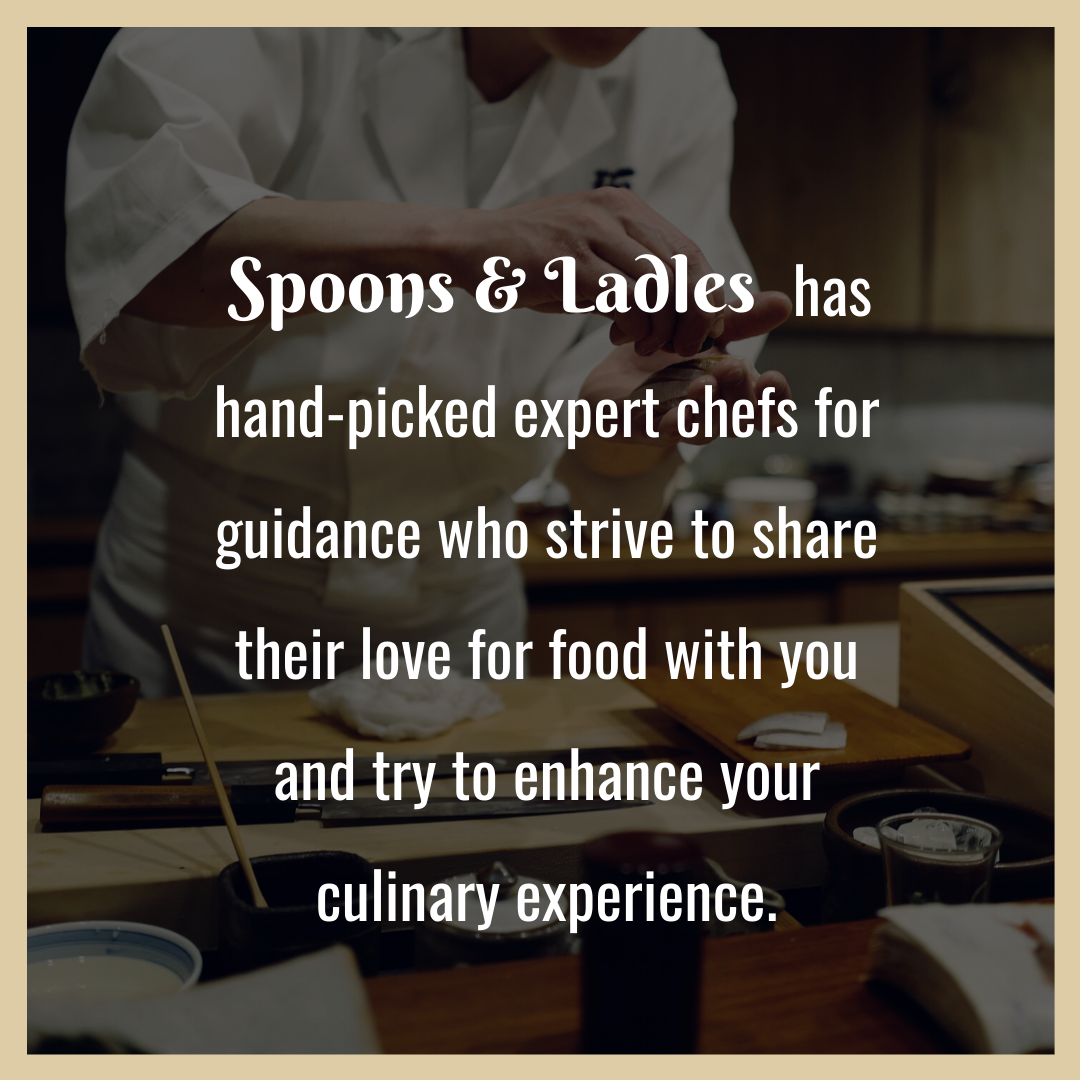 Spoons & Ladles has
hand-picked expert chefs for
guidance who strive to share
their love for food with you
and try to enhance your
culinary experience.